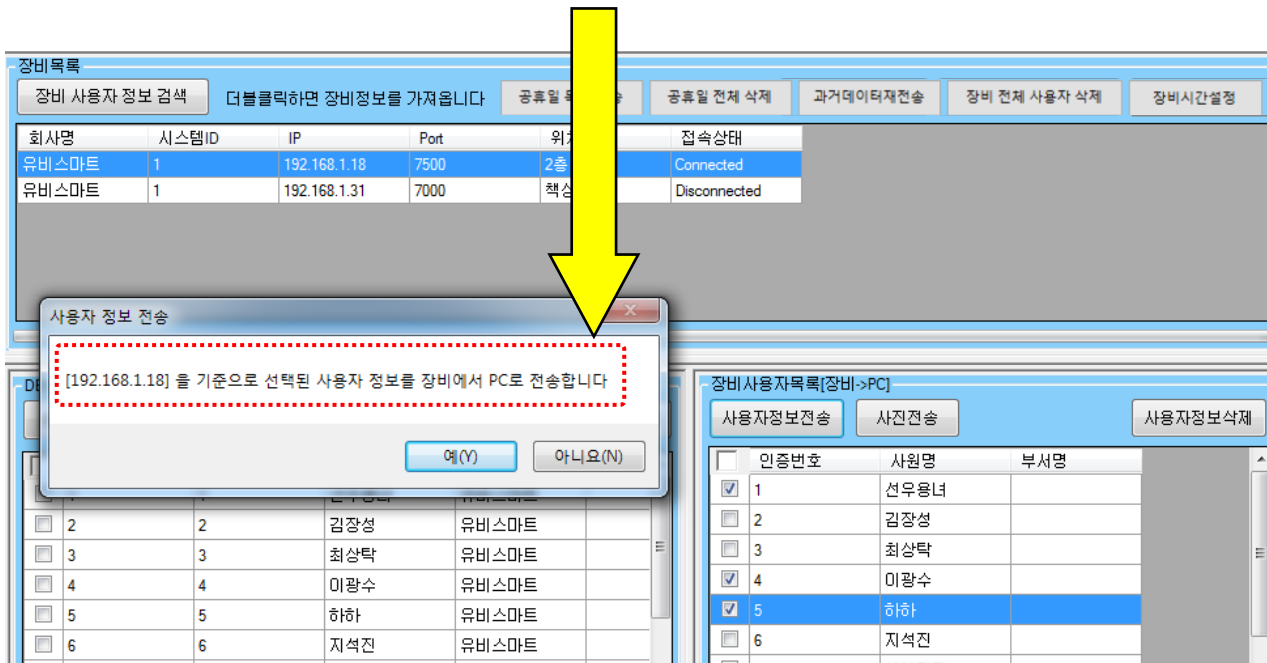 장비목록
장비 사용자 정보 검색 더블클릭하면 장비정보를 가져옵니다 공휴일 공휴일 전체 삭제 과거데이터재전송 장비 전체 사용자 삭제 장비시간설정
회사명 시스템ID IP Port 접속상태
유비스마트 1 192.168.1.18 7500 2층 Connected
유비스마트 1 192.168.1.31 7000 Disconnected
사용자 정보 전송
[192.168.1.18] 을 기준으로 선택된 사용자 정보를 장비에서 PC로 전송합니다
예(Y) 아니요(N)
장비사용자목록[장비->PC]
사용자정보전송 사진전송 사용자정보삭제
인증번호 사원명 부서명
1 선우용녀
2 김장성
3 최상탁
4 이광수
5 하하
6 지석진
2 2 김장성 유비스마트
3 3 최상탁 유비스마트
4 4 이광수 유비스마트
5 5 하하 유비스마트
6 6 지석진 유비스마트